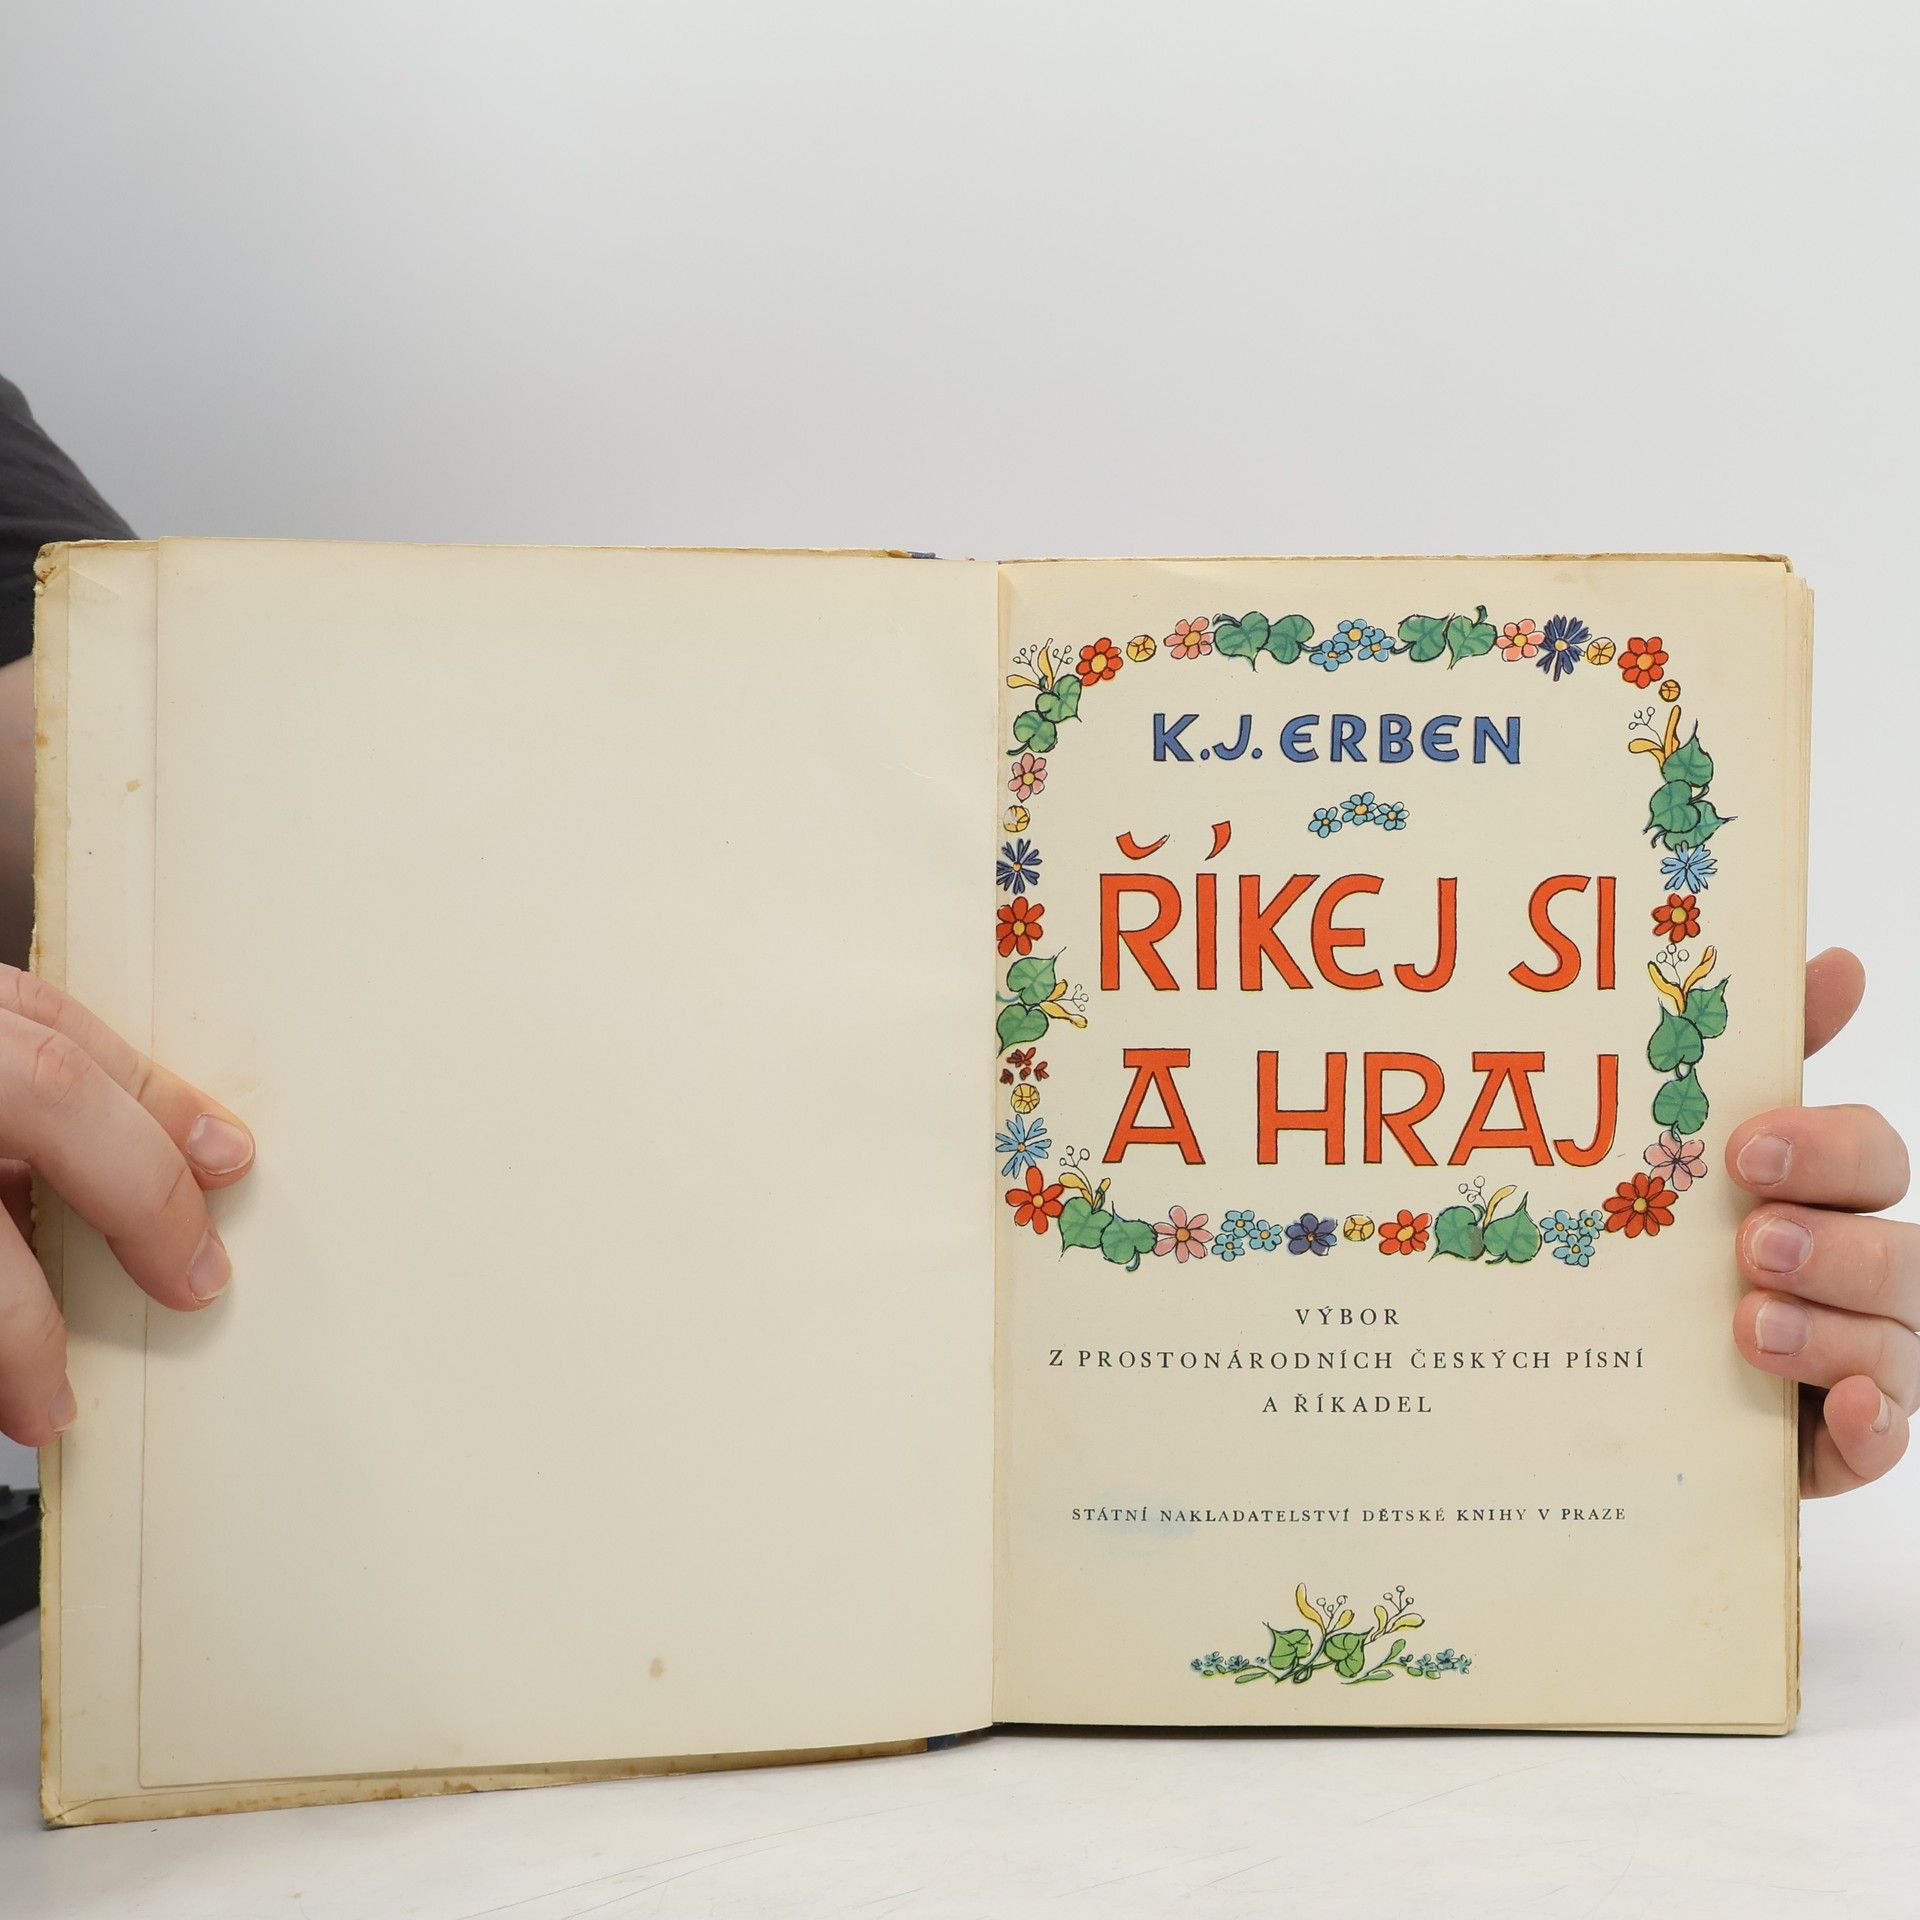 K.J. ERBEN
ŘÍKEJ SI
A HRAJ
VÝBOR
Z PROSTONÁRODNÍCH ČESKÝCH PÍSNÍ
A ŘÍKADEL
STÁTNÍ NAKLADATELSTVÍ DĚTSKÉ KNIHY V PRAZE